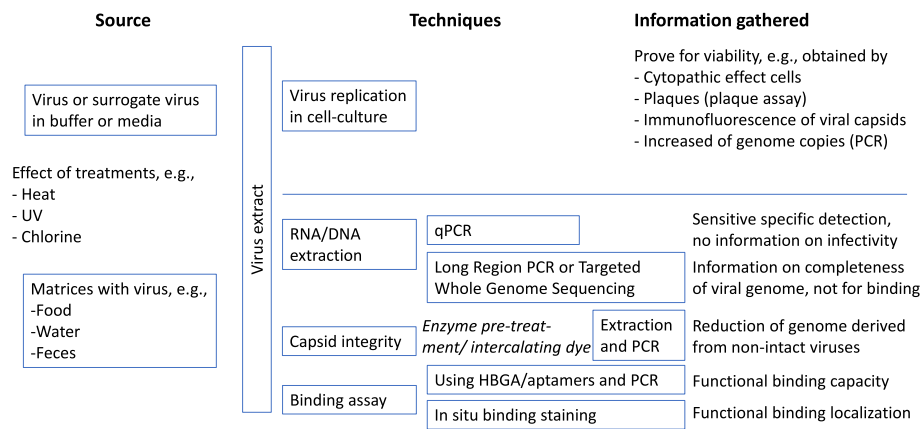 Source
Techniques
Information gathered
Virus or surrogate virus
in buffer or media
Effect of treatments, e.g.,
- Heat
- UV
- Chlorine
Matrices with virus, e.g.,
-Food
-Water
-Feces
Virus extract
Virus replication
in cell-culture
Prove for viability, e.g., obtained by
- Cytopathic effect cells
- Plaques (plaque assay)
- Immunofluorescence of viral capsids
- Increased of genome copies (PCR)
RNA/DNA
extraction
qPCR
Sensitive specific detection,
no information on infectivity
Long Region PCR or Targeted
Whole Genome Sequencing
Information on completeness
of viral genome, not for binding
Capsid integrity
Enzyme pre-treat-
ment/ intercalating dye
Extraction
and PCR
Reduction of genome derived
from non-intact viruses
Binding assay
Using HBGA/aptamers and PCR
Functional binding capacity
In situ binding staining
Functional binding localization